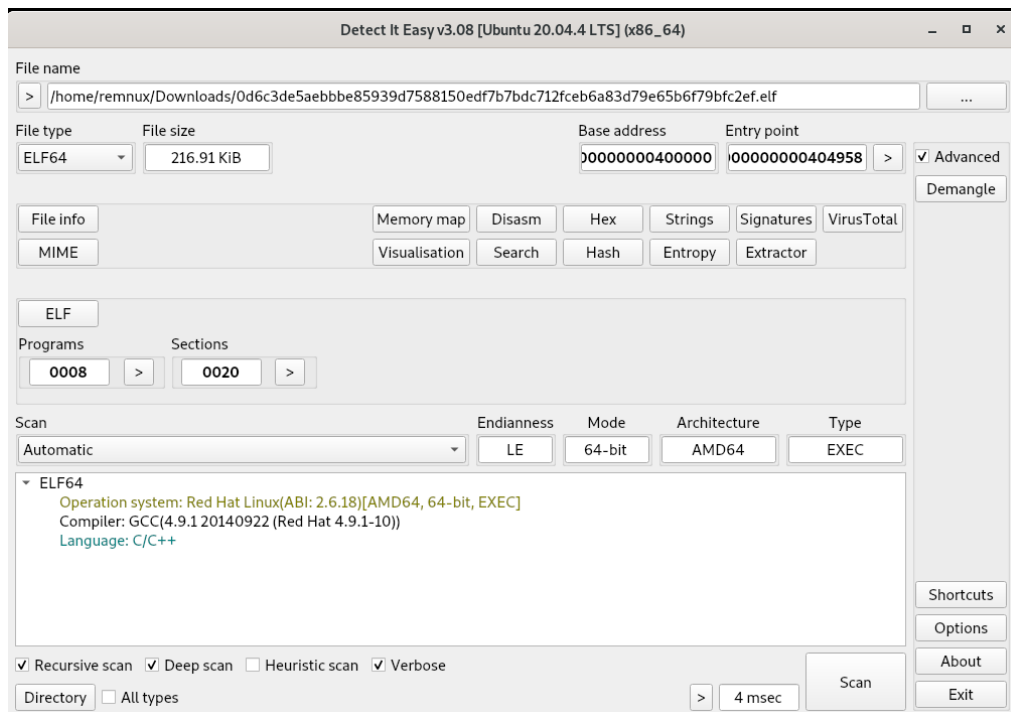 Detect It Easy v3.08 [Ubuntu 20.04.4 LTS] (x86_64)
File name
> /home/remnux/Downloads/0d6c3de5aebbbe85939d7588150edf7b7bdc712fceb6a83d79e65b6f79bfc2ef.elf ...
File type File size Base address Entry point
ELF64 216.91 KiB 00000000400000 000000000404958 > Advanced
Demangle
File info Memory map Disasm Hex Strings Signatures VirusTotal
MIME Visualisation Search Hash Entropy Extractor
ELF
Programs Sections
0008 > 0020 >
Scan Endianness Mode Architecture Type
Automatic LE 64-bit AMD64 EXEC
ELF64
Operation system: Red Hat Linux(ABI: 2.6.18)[AMD64, 64-bit, EXEC]
Compiler: GCC(4.9.1 20140922 (Red Hat 4.9.1-10))
Language: C/C++
Shortcuts
Options
Recursive scan Deep scan Heuristic scan Verbose About
Directory All types > 4 msec Scan Exit